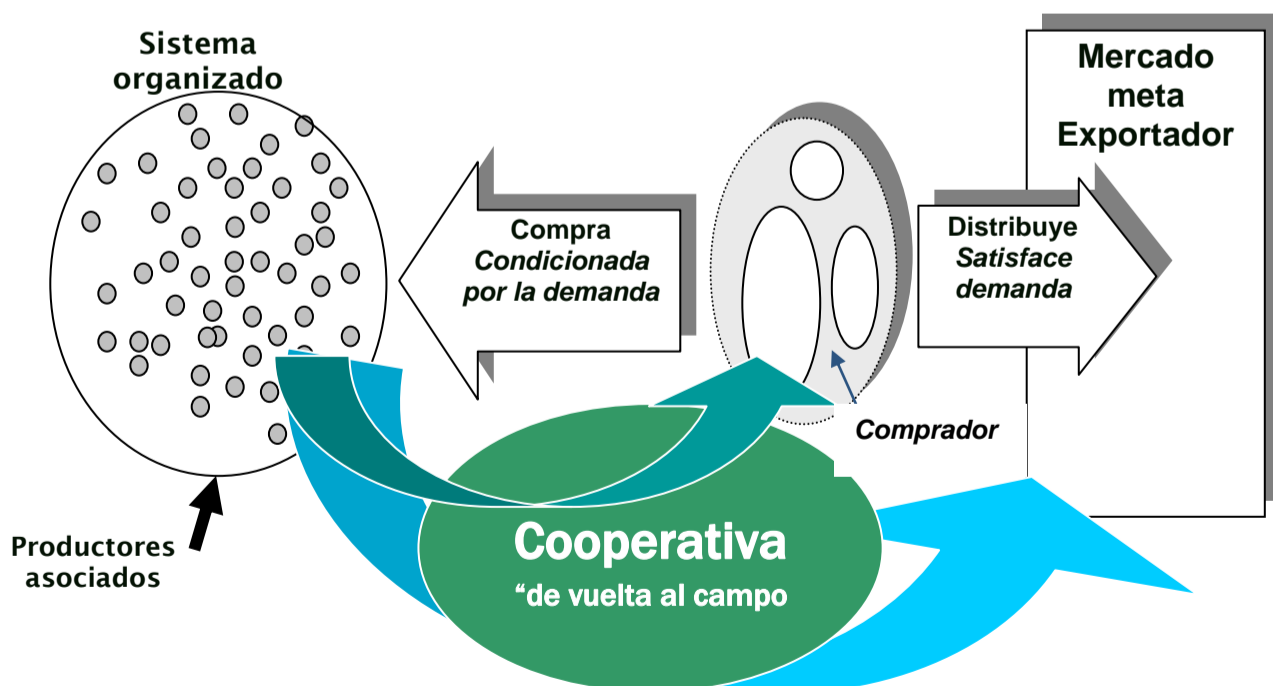 Sistema
organizado
Mercado
meta
Exportador
Compra
Condicionada
por la demanda
Distribuye
Satisface
demanda
Comprador
Productores
asociados
Cooperativa
“de vuelta al campo